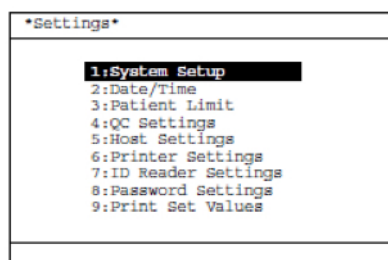 *Settings*
1:System Setup
2:Date/Time
3:Patient Limit
4:QC Settings
5:Host Settings
6:Printer Settings
7:ID Reader Settings
8:Password Settings
9:Print Set Values